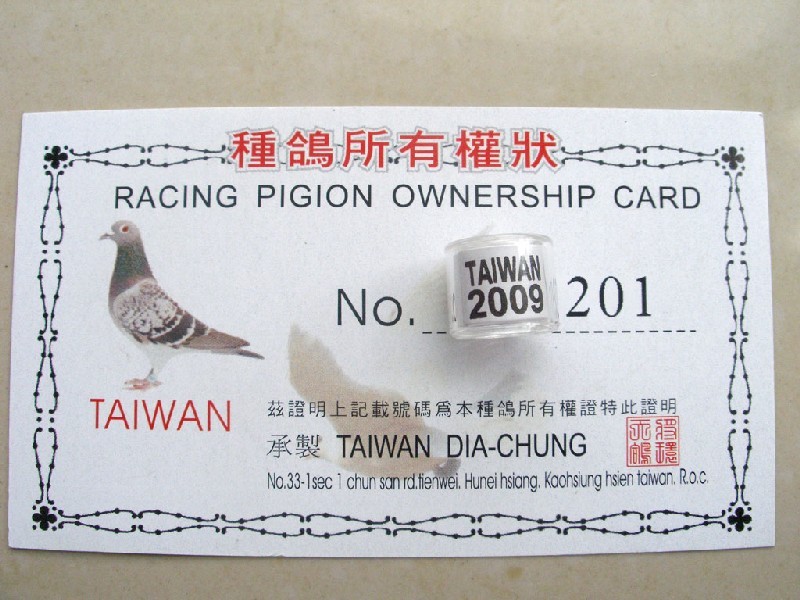 種鴿所有權狀
RACING PIGION OWNERSHIP CARD
No. 201
TAIWAN
2009
TAIWAN
茲證明上記載號碼爲本種鴿所有權證特此證明
承製 TAIWAN DIA-CHUNG
No.33-1sec 1 chun san rd.tienwei. Hunei hsiang. Kaohsiung hsien taiwan. R.o.c.